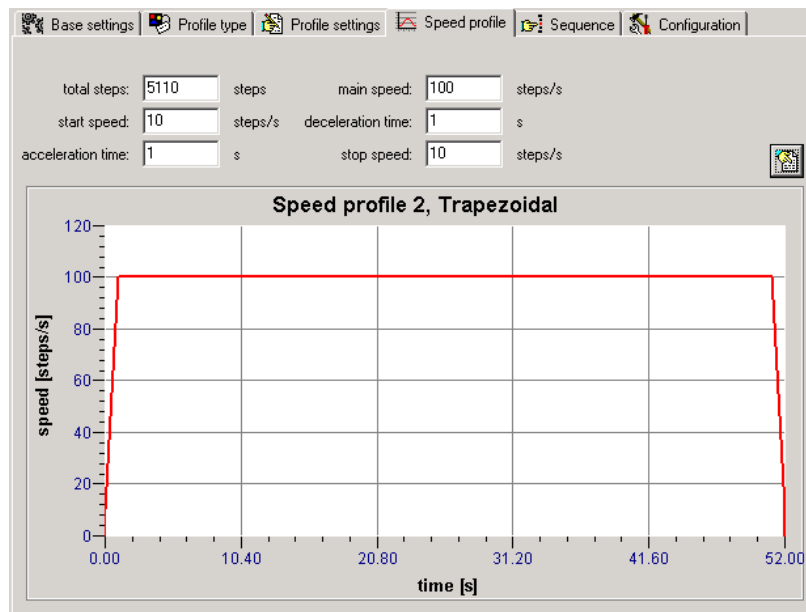 Base settings Profile type Profile settings Speed profile Sequence Configuration
total steps: 5110 steps main speed: 100 steps/s
start speed: 10 steps/s deceleration time: 1 s
acceleration time: 1 s stop speed: 10 steps/s
Speed profile 2, Trapezoidal
120
100
80
60
40
20
0
speed [steps/s]
0.00 10.40 20.80 31.20 41.60 52.00
time [s]